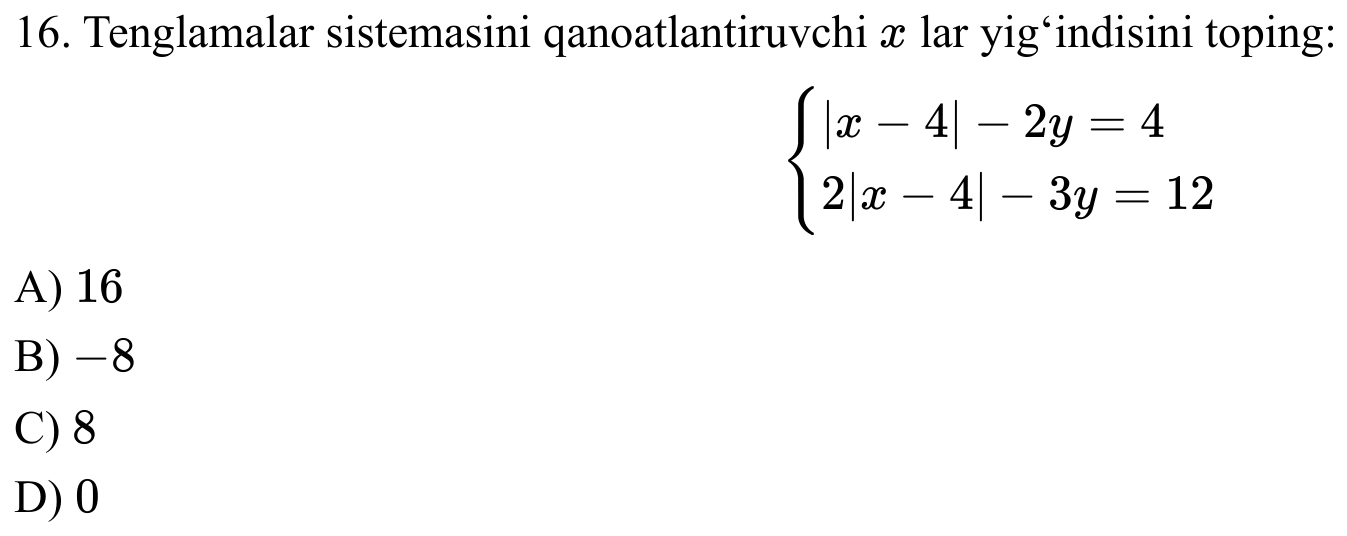 16. Tenglamalar sistemasini qanoatlantiruvchi x lar yig‘indisini toping:
|x − 4| − 2y = 4
2|x − 4| − 3y = 12
A) 16
B) −8
C) 8
D) 0